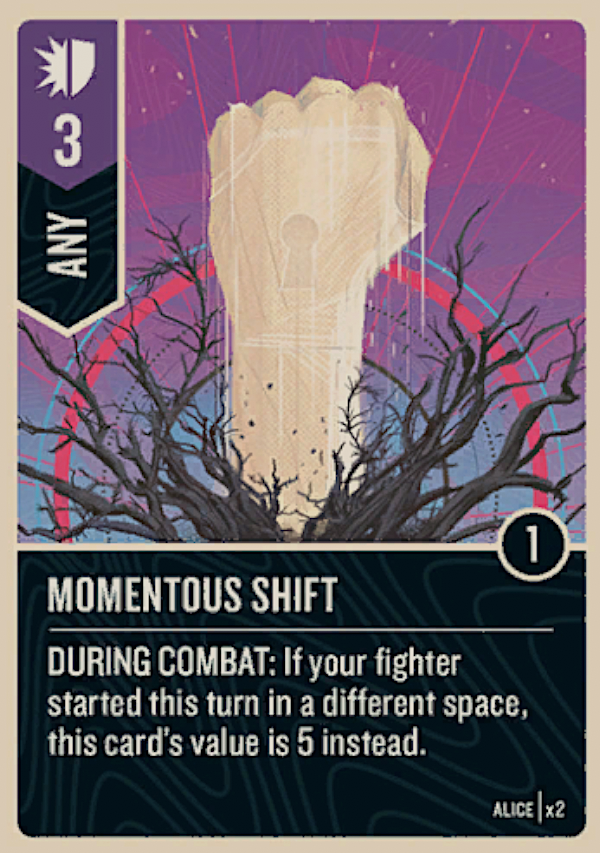 3
ANY
1
MOMENTOUS SHIFT
DURING COMBAT: If your fighter
started this turn in a different space,
this card's value is 5 instead.
ALICE | x2